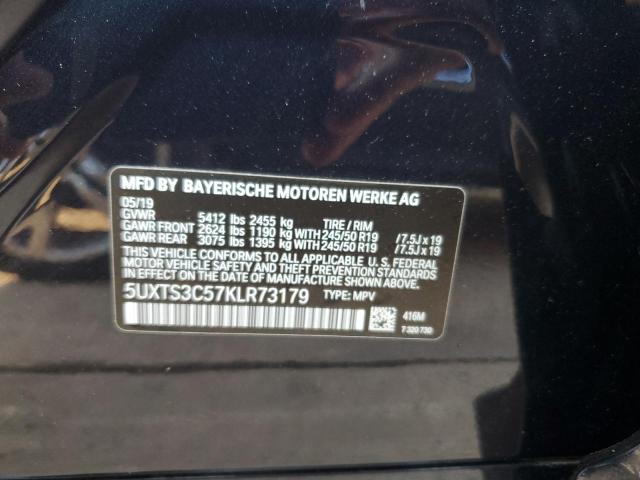 MFD BY BAYERISCHE MOTOREN WERKE AG
05/19
GVWR 5412 lbs 2455 kg TIRE / RIM
GAWR FRONT 2624 lbs 1190 kg WITH 245/50 R19 /7.5J x 19
GAWR REAR 3075 lbs 1395 kg WITH 245/50 R19 /7.5J x 19
THIS VEHICLE CONFORMS TO ALL APPLICABLE U. S. FEDERAL
MOTOR VEHICLE SAFETY AND THEFT PREVENTION
STANDARDS IN EFFECT ON THE DATE OF MANUFACTURE SHOWN ABOVE.
5UXTS3C57KLR73179 TYPE: MPV
416M
7 320 730